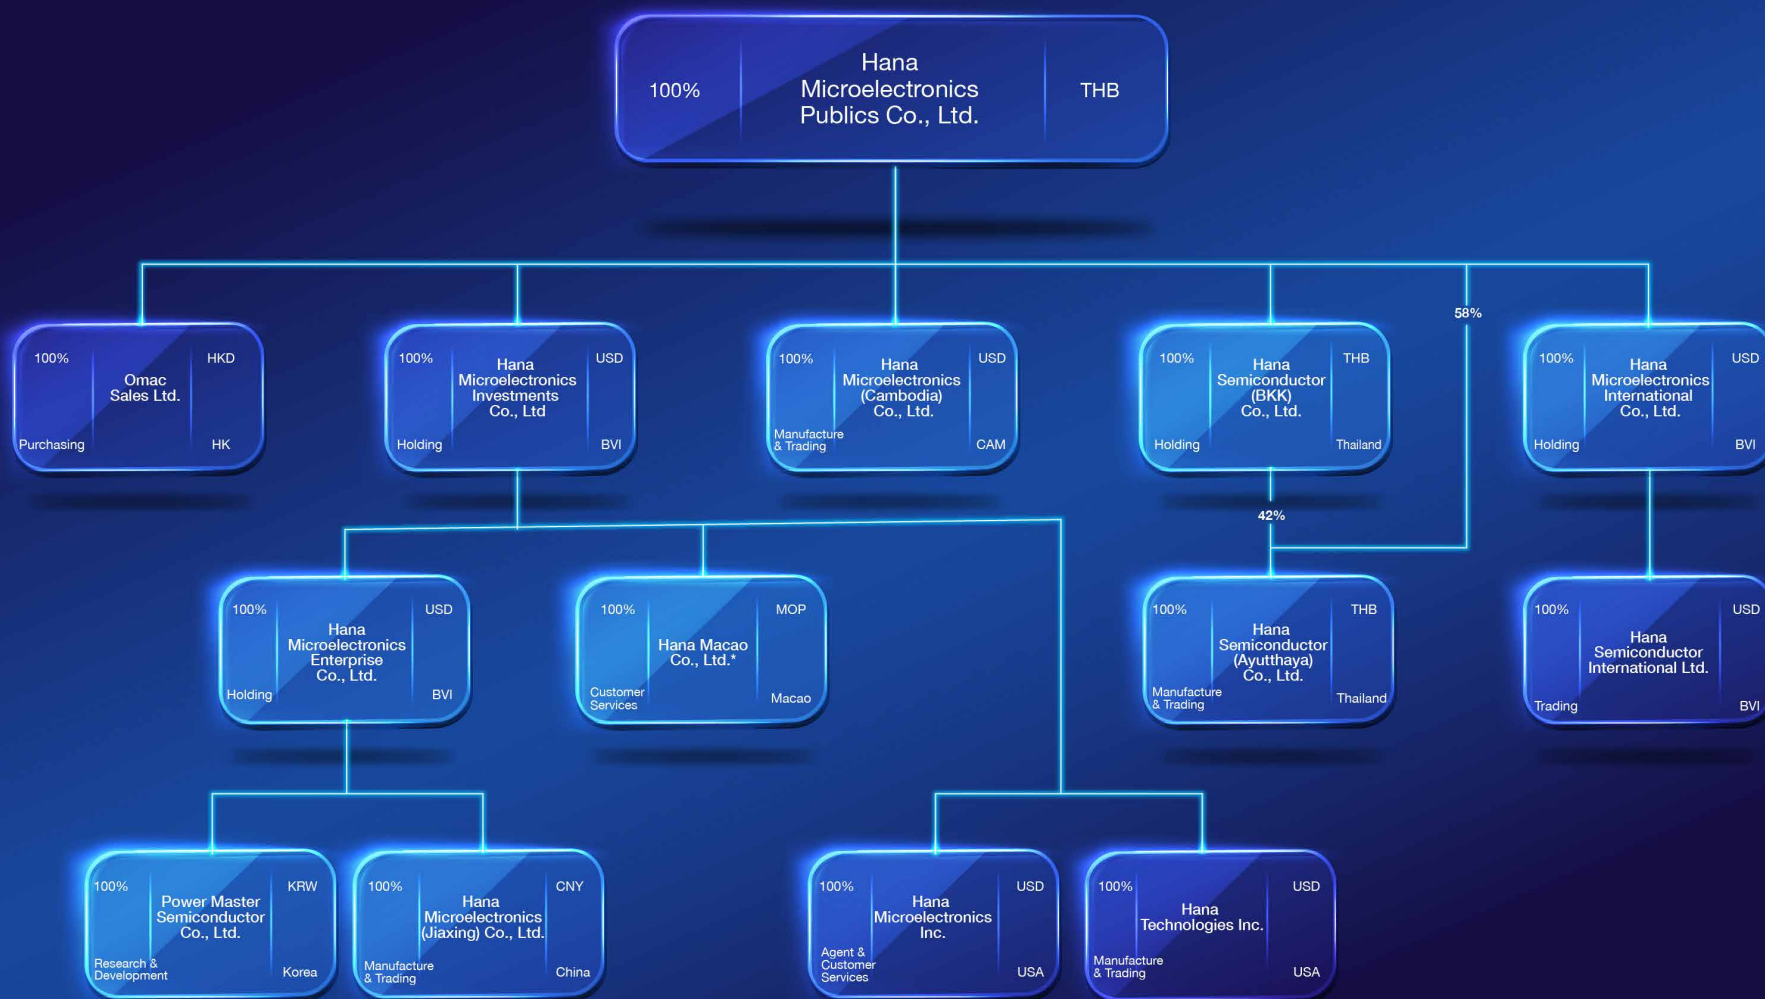 100%
Hana
Microelectronics
Publics Co., Ltd.
THB
58%
100%
Omac
Sales Ltd.
HKD
Purchasing
HK
100%
Hana
Microelectronics
Investments
Co., Ltd
USD
Holding
BVI
100%
Hana
Microelectronics
(Cambodia)
Co., Ltd.
USD
Manufacture
& Trading
CAM
100%
Hana
Semiconductor
(BKK)
Co., Ltd.
THB
Holding
Thailand
100%
Hana
Microelectronics
International
Co., Ltd.
USD
Holding
BVI
42%
100%
Hana
Microelectronics
Enterprise
Co., Ltd.
USD
Holding
BVI
100%
Hana Macao
Co., Ltd.*
MOP
Customer
Services
Macao
100%
Hana
Semiconductor
(Ayutthaya)
Co., Ltd.
THB
Manufacture
& Trading
Thailand
100%
Hana
Semiconductor
International Ltd.
USD
Trading
BVI
100%
Power Master
Semiconductor
Co., Ltd.
KRW
Research &
Development
Korea
100%
Hana
Microelectronics
(Jiaxing) Co., Ltd.
CNY
Manufacture
& Trading
China
100%
Hana
Microelectronics
Inc.
USD
Agent &
Customer
Services
USA
100%
Hana
Technologies Inc.
USD
Manufacture
& Trading
USA